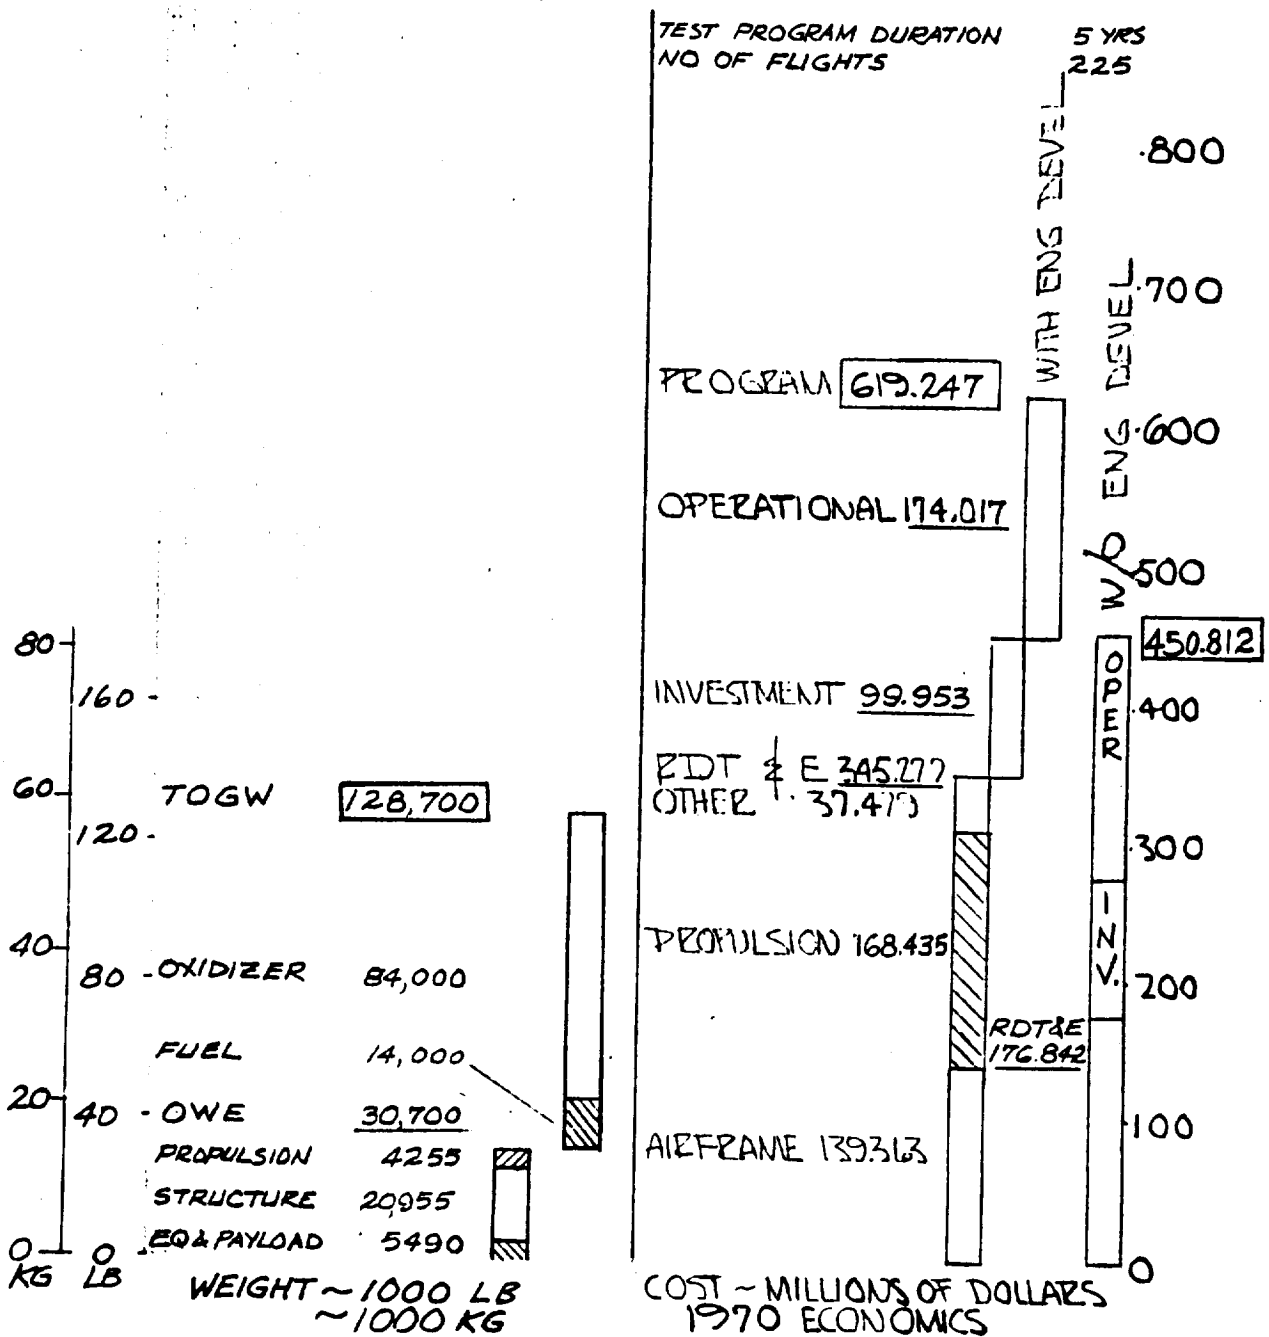 TEST PROGRAM DURATION 5 YRS
NO OF FLIGHTS 225
WITH ENG DEVEL
W/O ENG DEVEL
800
700
600
500
400
300
200
100
0
PROGRAM 619.247
OPERATIONAL 174.017
450.812
INVESTMENT 99.953
RDT & E 345.277
OTHER 37.479
PROPULSION 168.435
RDT&E
176.842
AIRFRAME 139.363
OPER
INV.
COST ~ MILLIONS OF DOLLARS
1970 ECONOMICS
80
60
40
20
0
KG
160
120
80
40
0
LB
TOGW 128,700
OXIDIZER 84,000
FUEL 14,000
OWE 30,700
PROPULSION 4255
STRUCTURE 20,955
EQ & PAYLOAD 5490
WEIGHT ~ 1000 LB
~ 1000 KG